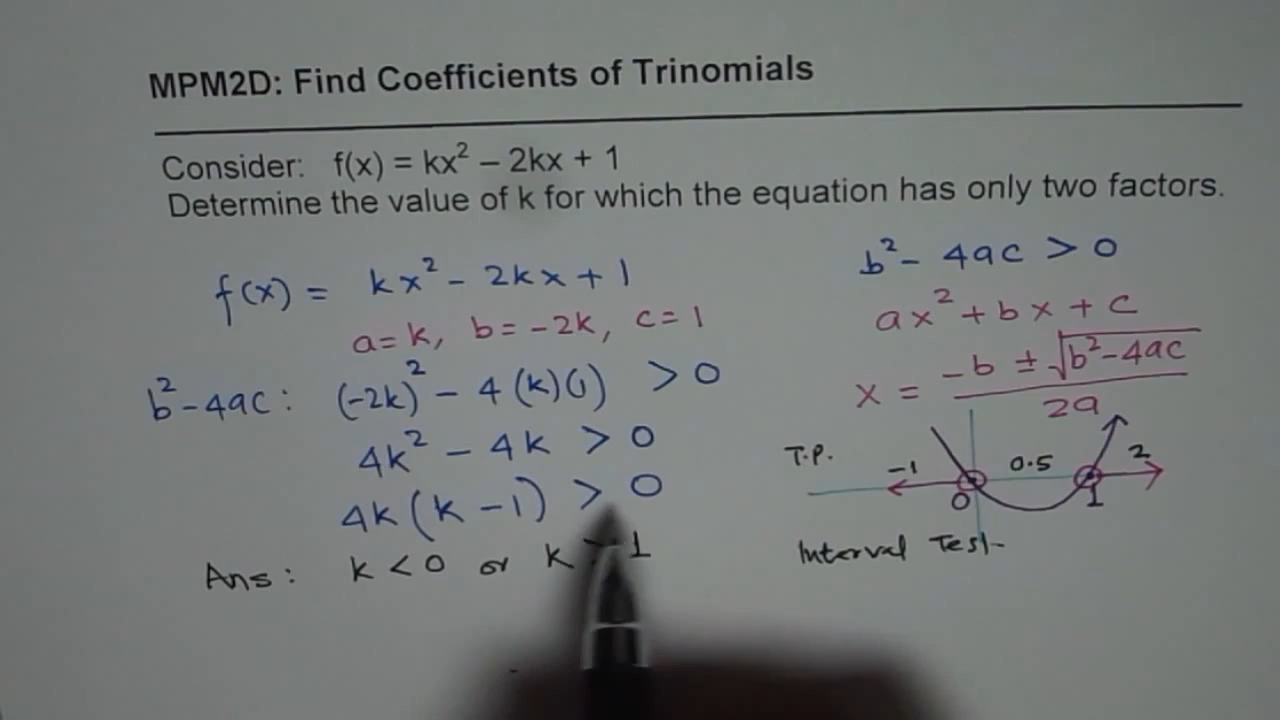 MPM2D: Find Coefficients of Trinomials
Consider: f(x) = kx² – 2kx + 1
Determine the value of k for which the equation has only two factors.
f(x) = kx² - 2kx + 1
a = k, b = -2k, c = 1
b² - 4ac : (-2k)² - 4(k)(1) > 0
4k² - 4k > 0
4k(k - 1) > 0
Ans: k < 0 or k > 1
b² - 4ac > 0
ax² + bx + c
x = -b ± √b² - 4ac
2a
T.P. -1 0.5 2
0 1
Interval Test-